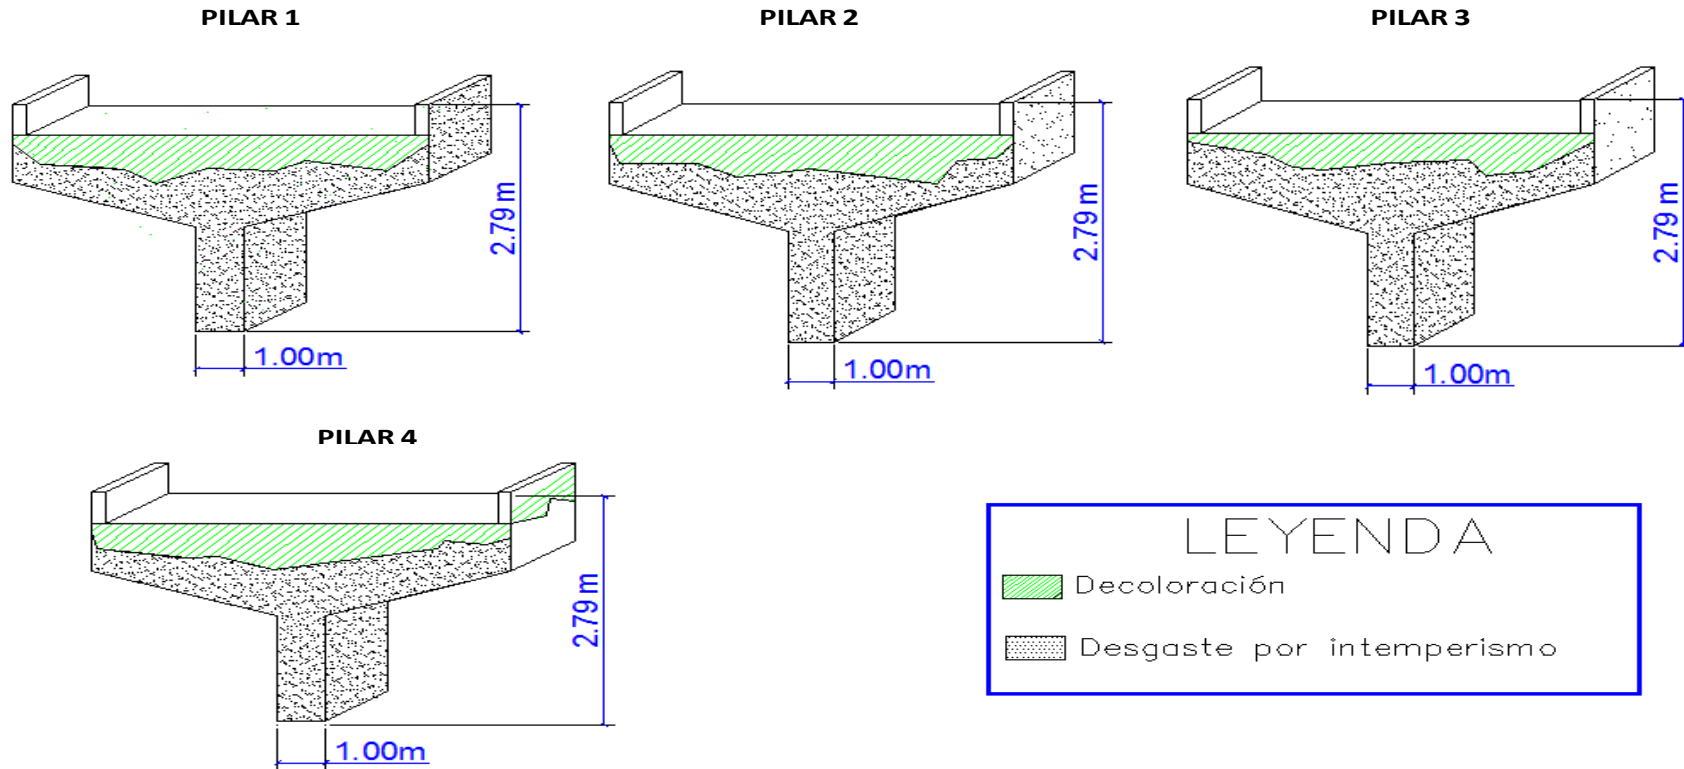 PILAR 1
PILAR 2
PILAR 3
2.79 m
2.79 m
2.79 m
1.00m
1.00m
1.00m
PILAR 4
2.79 m
1.00m
LEYENDA
Decoloración
Desgaste por intemperismo